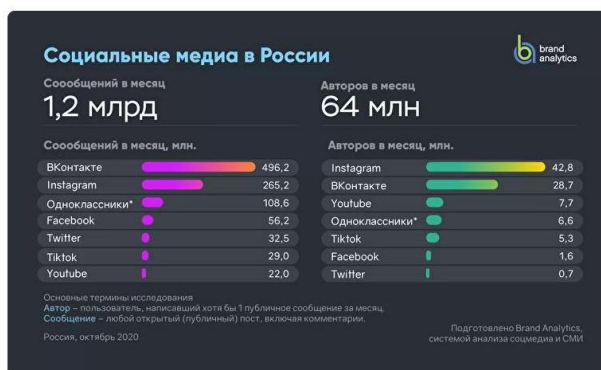 Социальные медиа в России
brand
analytics
Соообщений в месяц
1,2 млрд
Авторов в месяц
64 млн
Соообщений в месяц, млн.
ВКонтакте 496,2
Instagram 265,2
Одноклассники* 108,6
Facebook 56,2
Twitter 32,5
Tiktok 29,0
Youtube 22,0
Авторов в месяц, млн.
Instagram 42,8
ВКонтакте 28,7
Youtube 7,7
Одноклассники* 6,6
Tiktok 5,3
Facebook 1,6
Twitter 0,7
Основные термины исследования
Автор – пользователь, написавший хотя бы 1 публичное сообщение за месяц.
Сообщение – любой открытый (публичный) пост, включая комментарии.
Россия, октябрь 2020
Подготовлено Brand Analytics,
системой анализа соцмедиа и СМИ